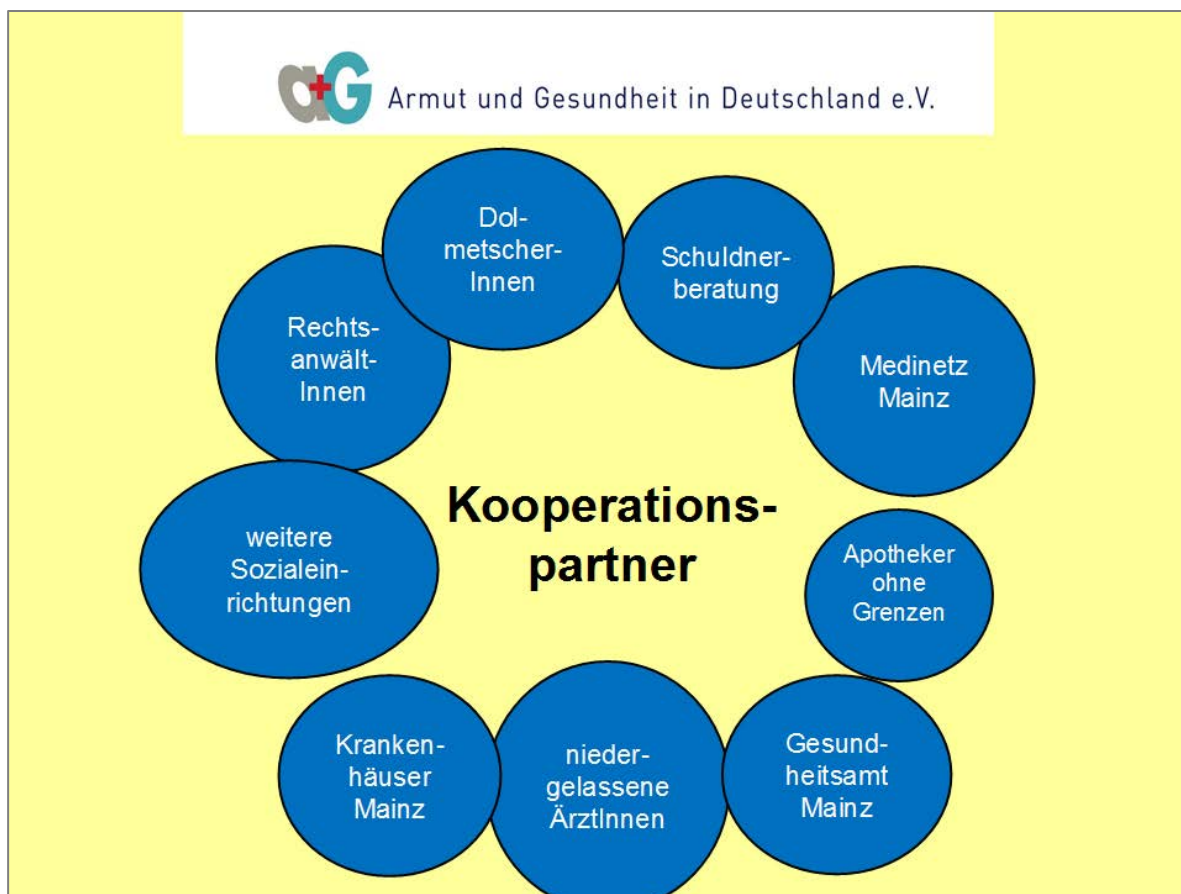 a+G Armut und Gesundheit in Deutschland e.V.
Dol-
metscher-
Innen
Schuldner-
beratung
Rechts-
anwält-
Innen
Medinetz
Mainz
Kooperations-
partner
weitere
Sozialein-
richtungen
Apotheker
ohne
Grenzen
Kranken-
häuser
Mainz
nieder-
gelassene
ÄrztInnen
Gesund-
heitsamt
Mainz